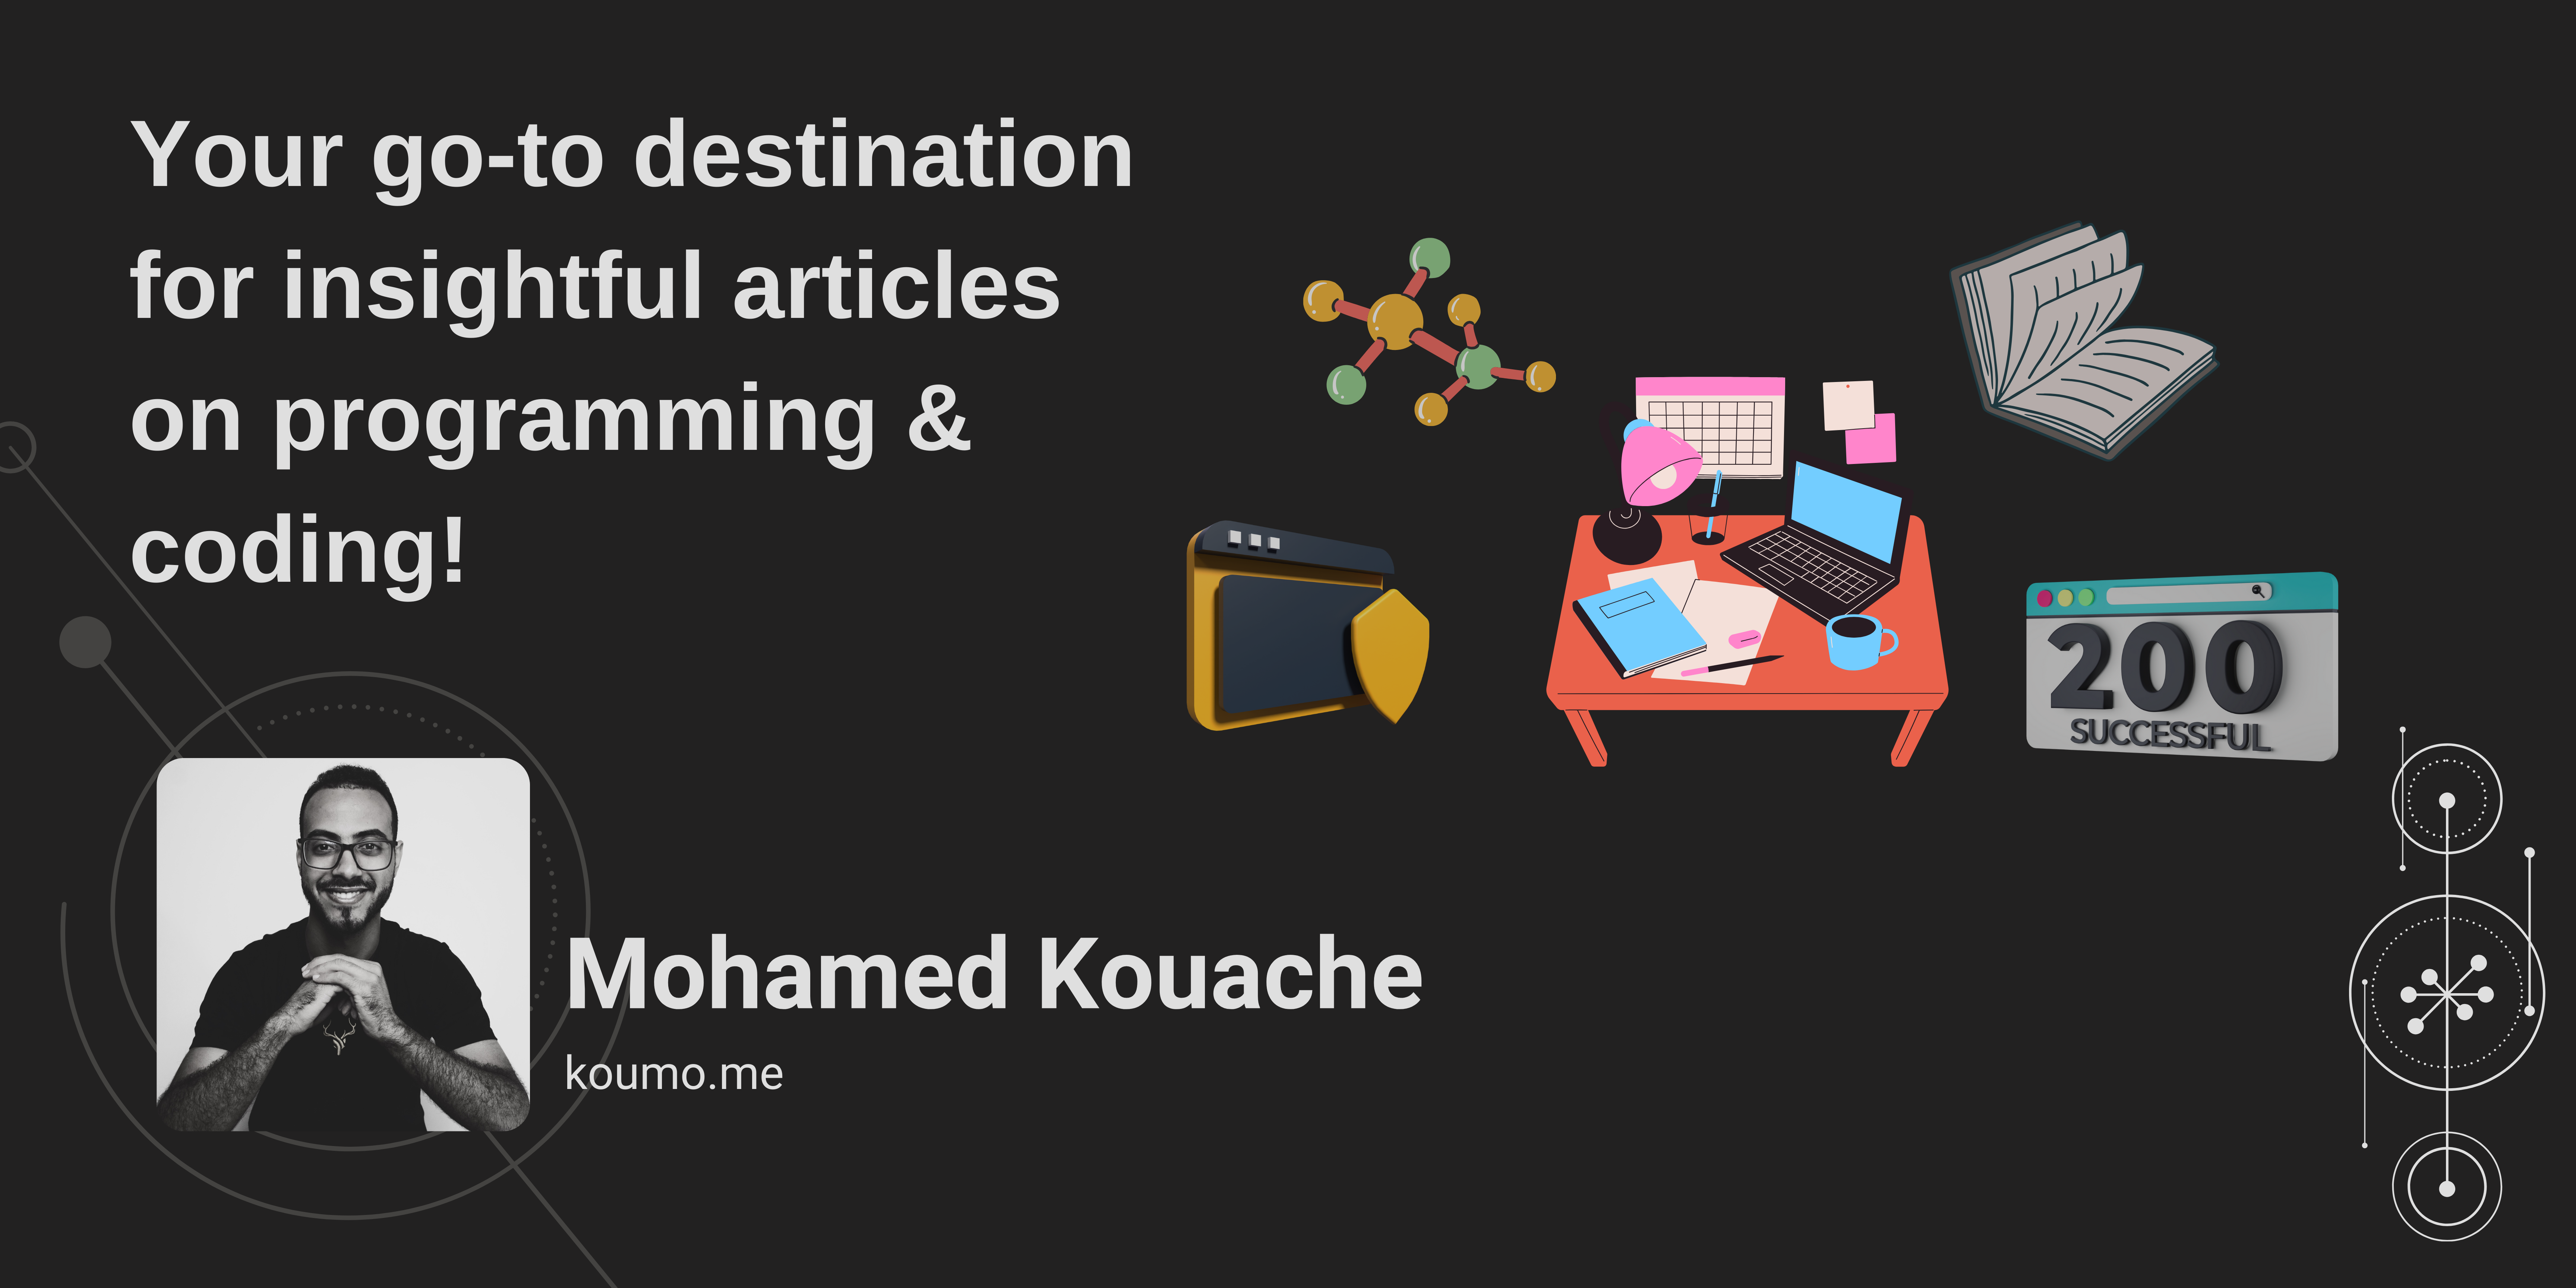 Your go-to destination
for insightful articles
on programming &
coding!
200
SUCCESSFUL
Mohamed Kouache
koumo.me